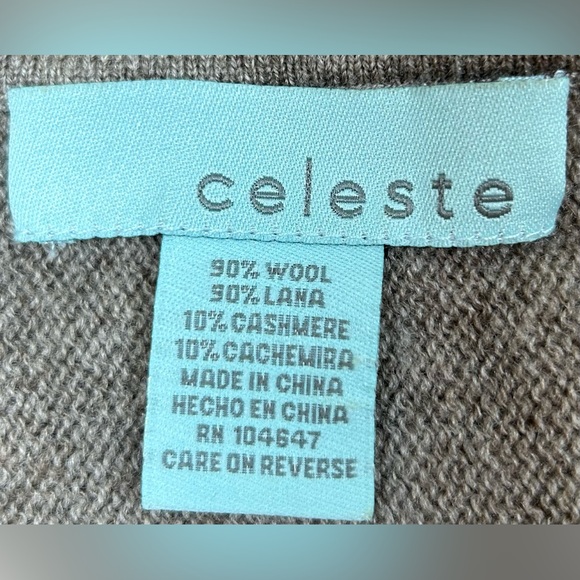 celeste
90% WOOL
90% LANA
10% CASHMERE
10% CACHEMIRA
MADE IN CHINA
HECHO EN CHINA
RN 104647
CARE ON REVERSE